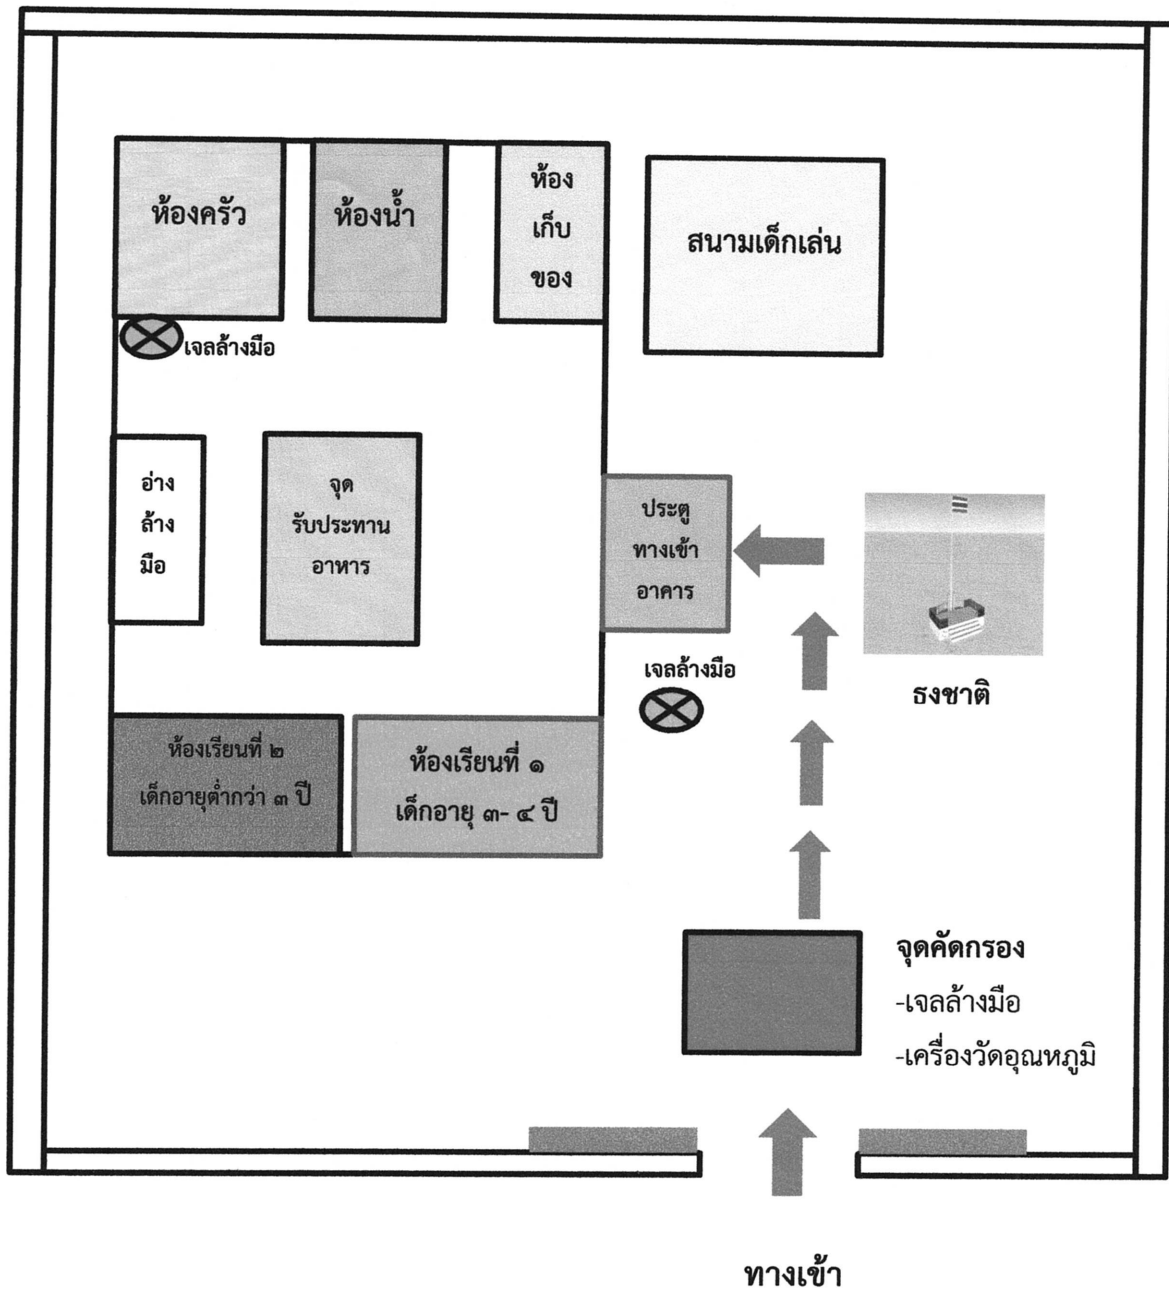 ห้องครัว
ห้องน้ำ
ห้อง
เก็บ
ของ
สนามเด็กเล่น
เจลล้างมือ
อ่าง
ล้าง
มือ
จุด
รับประทาน
อาหาร
ประตู
ทางเข้า
อาคาร
ธงชาติ
เจลล้างมือ
ห้องเรียนที่ ๒
เด็กอายุต่ำกว่า ๓ ปี
ห้องเรียนที่ ๑
เด็กอายุ ๓- ๔ ปี
จุดคัดกรอง
-เจลล้างมือ
-เครื่องวัดอุณหภูมิ
ทางเข้า